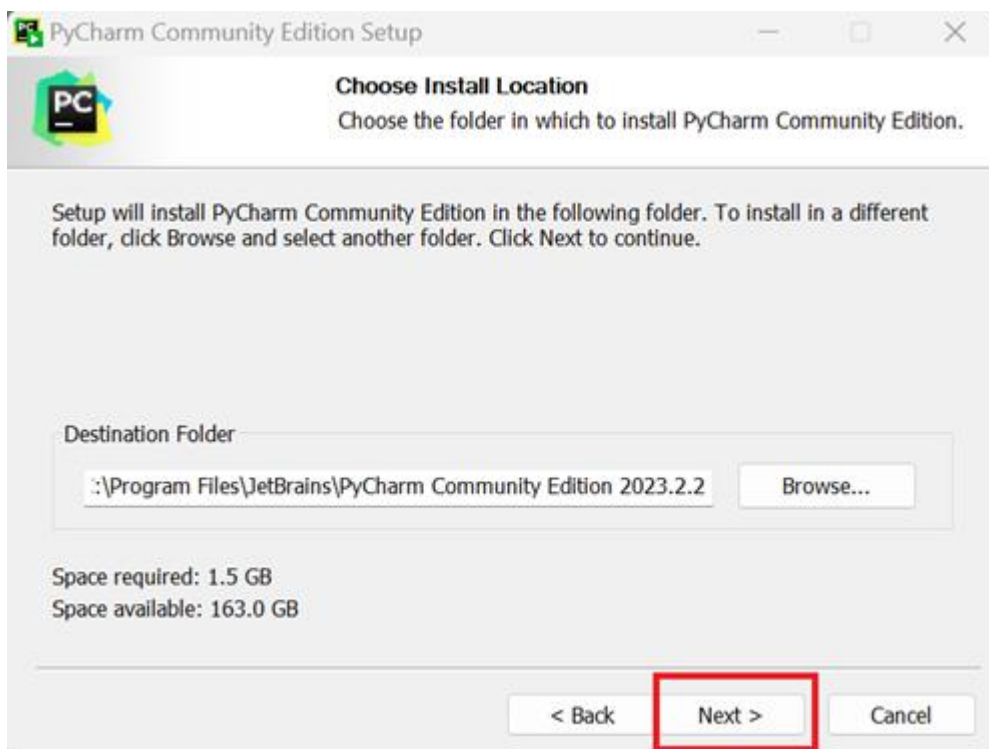 PyCharm Community Edition Setup
PC
Choose Install Location
Choose the folder in which to install PyCharm Community Edition.
Setup will install PyCharm Community Edition in the following folder. To install in a different
folder, click Browse and select another folder. Click Next to continue.
Destination Folder
:\Program Files\JetBrains\PyCharm Community Edition 2023.2.2
Browse...
Space required: 1.5 GB
Space available: 163.0 GB
< Back
Next >
Cancel